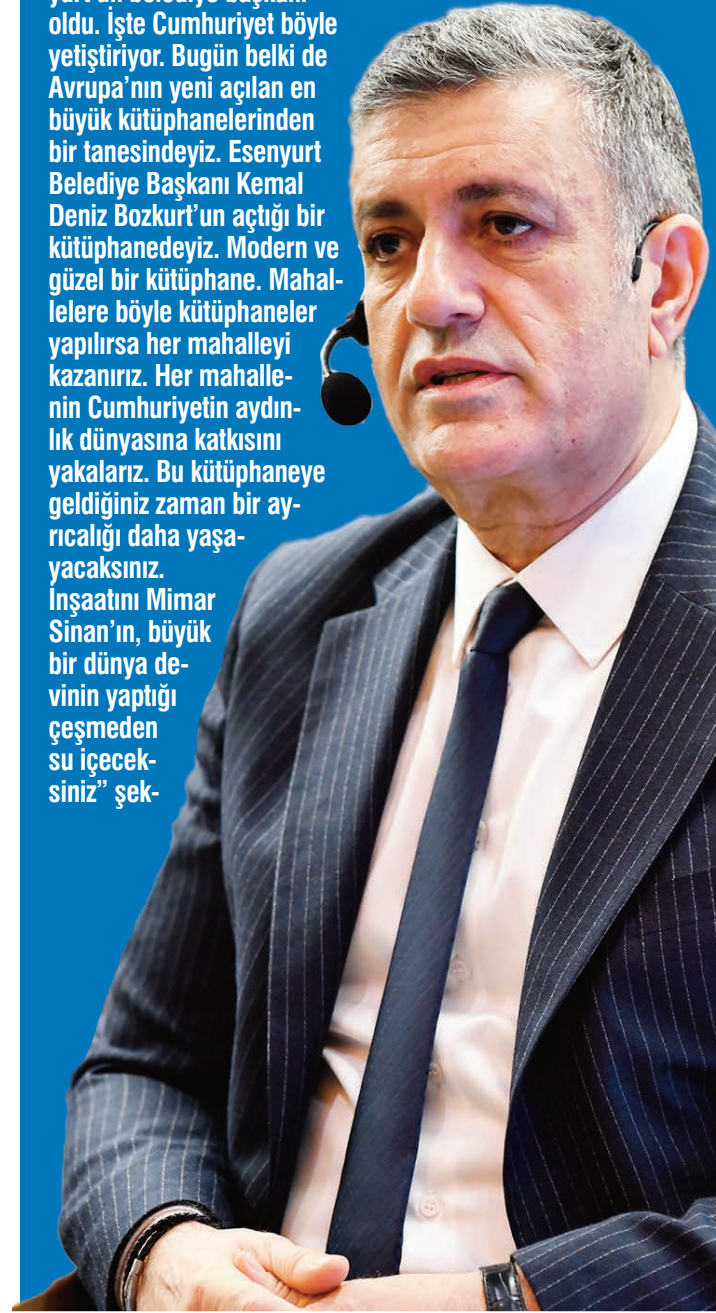 oldu. İşte Cumhuriyet böyle
yetiştiriyor. Bugün belki de
Avrupa’nın yeni açılan en
büyük kütüphanelerinden
bir tanesindeyiz. Esenyurt
Belediye Başkanı Kemal
Deniz Bozkurt’un açtığı bir
kütüphanedeyiz. Modern ve
güzel bir kütüphane. Mahal-
lelere böyle kütüphaneler
yapılırsa her mahalleyi
kazanırız. Her mahalle-
nin Cumhuriyetin aydın-
lık dünyasına katkısını
yakalarız. Bu kütüphaneye
geldiğiniz zaman bir ay-
rıcalığı daha yaşa-
yacaksınız.
İnşaatını Mimar
Sinan’ın, büyük
bir dünya de-
vinin yaptığı
çeşmeden
su içecek-
siniz” şek-